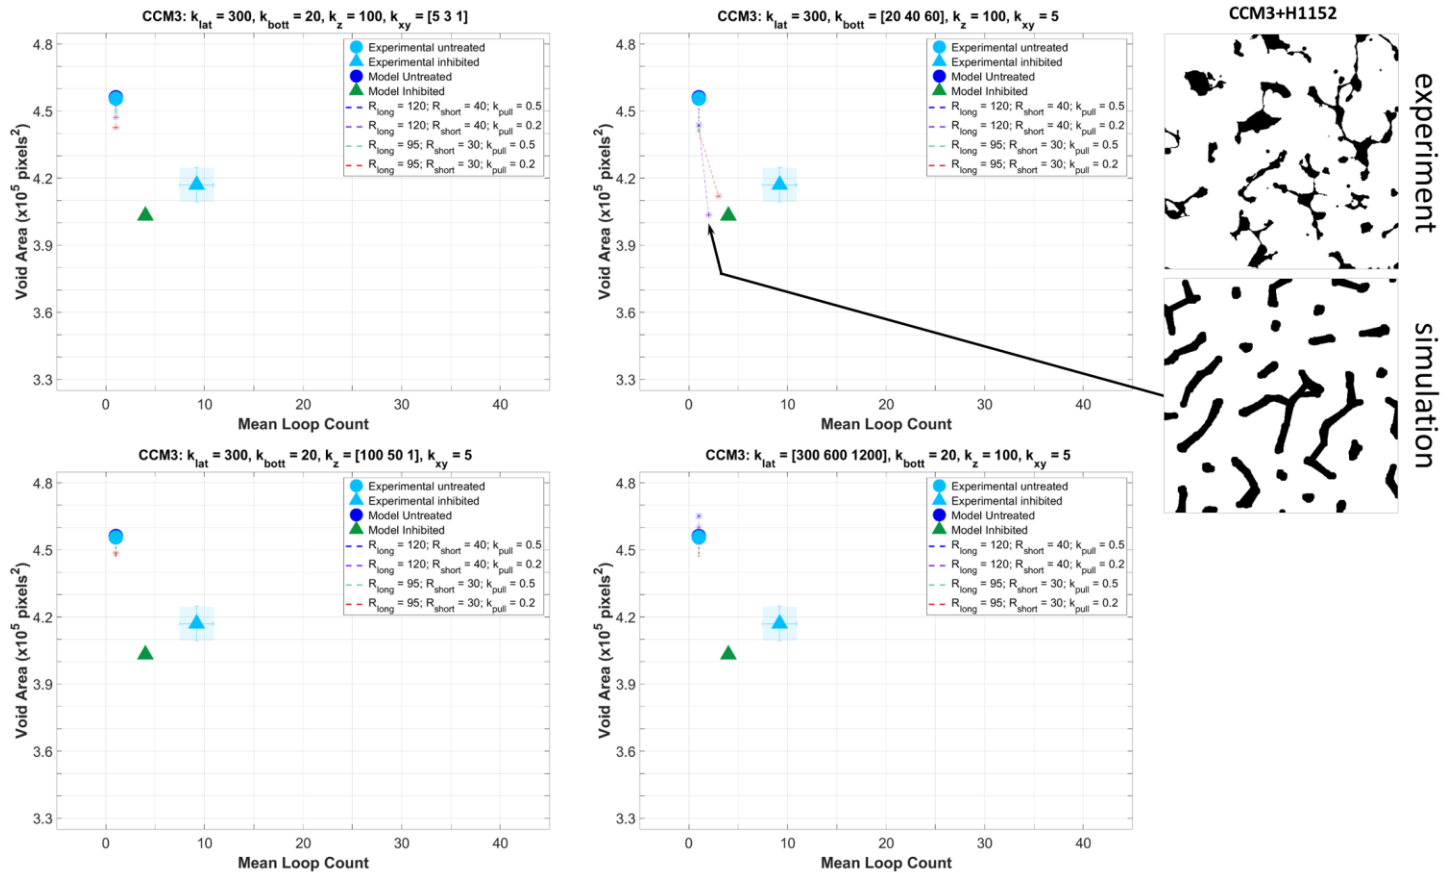 CCM3: k_lat = 300, k_bott = 20, k_z = 100, k_xy = [5 3 1]
4.8
4.5
4.2
3.9
3.6
3.3
Void Area (x10^5 pixels^2)
0 10 20 30 40
Mean Loop Count
Experimental untreated
Experimental inhibited
Model Untreated
Model Inhibited
R_long = 120; R_short = 40; k_pull = 0.5
R_long = 120; R_short = 40; k_pull = 0.2
R_long = 95; R_short = 30; k_pull = 0.5
R_long = 95; R_short = 30; k_pull = 0.2
CCM3: k_lat = 300, k_bott = [20 40 60], k_z = 100, k_xy = 5
4.8
4.5
4.2
3.9
3.6
3.3
Void Area (x10^5 pixels^2)
0 10 20 30 40
Mean Loop Count
Experimental untreated
Experimental inhibited
Model Untreated
Model Inhibited
R_long = 120; R_short = 40; k_pull = 0.5
R_long = 120; R_short = 40; k_pull = 0.2
R_long = 95; R_short = 30; k_pull = 0.5
R_long = 95; R_short = 30; k_pull = 0.2
CCM3+H1152
experiment
simulation
CCM3: k_lat = 300, k_bott = 20, k_z = [100 50 1], k_xy = 5
4.8
4.5
4.2
3.9
3.6
3.3
Void Area (x10^5 pixels^2)
0 10 20 30 40
Mean Loop Count
Experimental untreated
Experimental inhibited
Model Untreated
Model Inhibited
R_long = 120; R_short = 40; k_pull = 0.5
R_long = 120; R_short = 40; k_pull = 0.2
R_long = 95; R_short = 30; k_pull = 0.5
R_long = 95; R_short = 30; k_pull = 0.2
CCM3: k_lat = [300 600 1200], k_bott = 20, k_z = 100, k_xy = 5
4.8
4.5
4.2
3.9
3.6
3.3
Void Area (x10^5 pixels^2)
0 10 20 30 40
Mean Loop Count
Experimental untreated
Experimental inhibited
Model Untreated
Model Inhibited
R_long = 120; R_short = 40; k_pull = 0.5
R_long = 120; R_short = 40; k_pull = 0.2
R_long = 95; R_short = 30; k_pull = 0.5
R_long = 95; R_short = 30; k_pull = 0.2